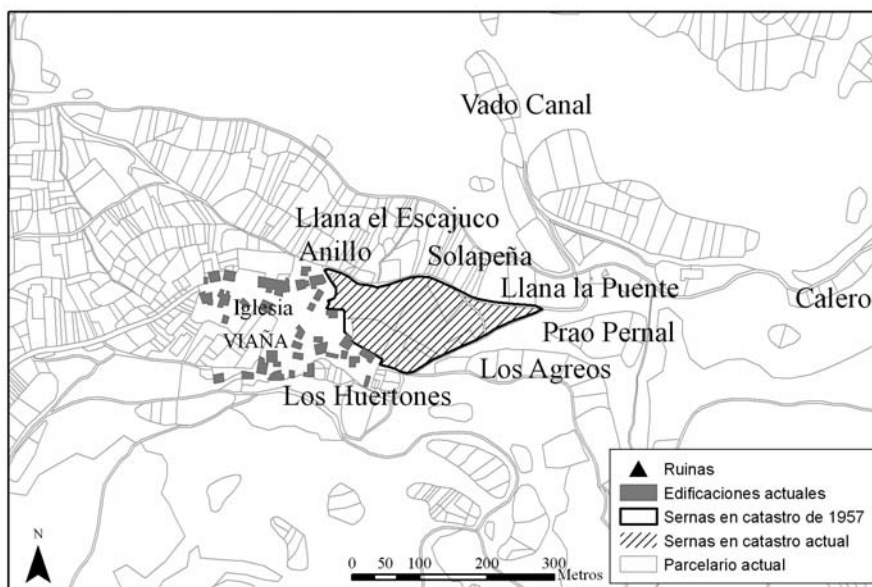 Vado Canal
Llana el Escajuco
Anillo
Solapeña
Llana la Puente
Iglesia
Calero
Prao Pernal
VIAÑA
Los Agreos
Los Huertones
Ruinas
Edificaciones actuales
Sernas en catastro de 1957
Sernas en catastro actual
Parcelario actual
N
0 50 100 200 300
Metros